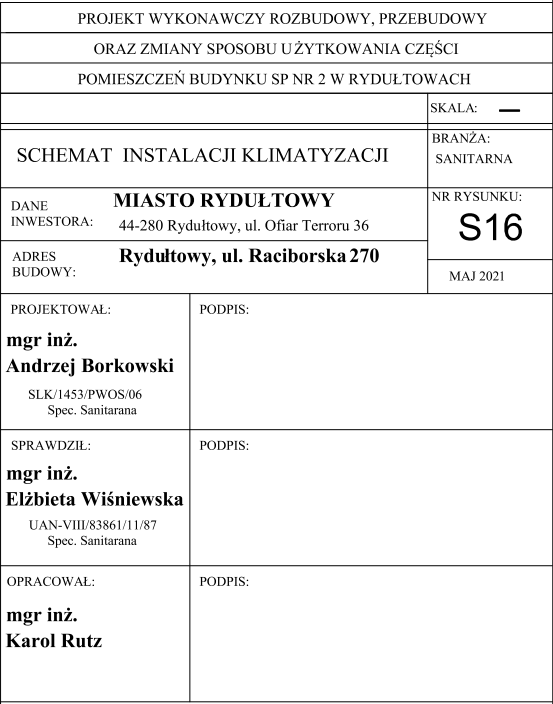 PROJEKT WYKONAWCZY ROZBUDOWY, PRZEBUDOWY
ORAZ ZMIANY SPOSOBU UŻYTKOWANIA CZĘŚCI
POMIESZCZEŃ BUDYNKU SP NR 2 W RYDUŁTOWACH
SKALA: —
SCHEMAT INSTALACJI KLIMATYZACJI
BRANŻA:
SANITARNA
DANE
INWESTORA:
MIASTO RYDUŁTOWY
44-280 Rydułtowy, ul. Ofiar Terroru 36
NR RYSUNKU:
S16
ADRES
BUDOWY:
Rydułtowy, ul. Raciborska 270
MAJ 2021
PROJEKTOWAŁ:
PODPIS:
mgr inż.
Andrzej Borkowski
SLK/1453/PWOS/06
Spec. Sanitarana
SPRAWDZIŁ:
PODPIS:
mgr inż.
Elżbieta Wiśniewska
UAN-VIII/83861/11/87
Spec. Sanitarana
OPRACOWAŁ:
PODPIS:
mgr inż.
Karol Rutz